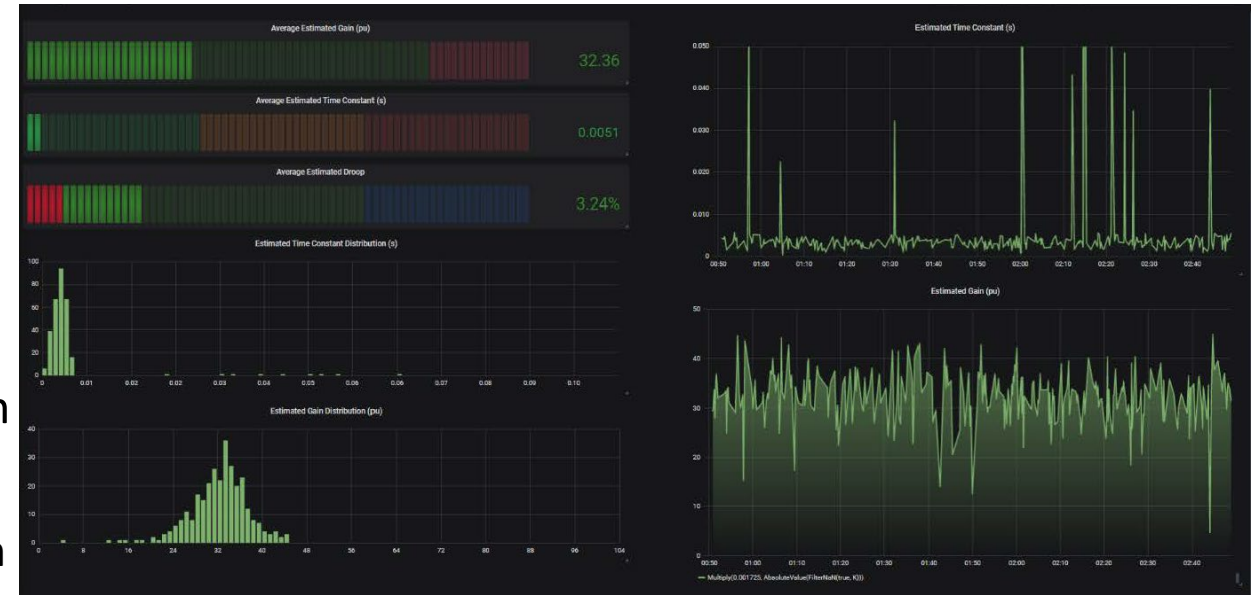 Average Estimated Gain (pu)
32.36
Average Estimated Time Constant (s)
0.0051
Average Estimated Droop
3.24%
Estimated Time Constant Distribution (s)
100
80
60
40
20
0
0 0.01 0.02 0.02 0.03 0.04 0.05 0.06 0.06 0.07 0.08 0.09 0.10
Estimated Gain Distribution (pu)
40
30
20
10
0
0 8 16 24 32 40 48 56 64 72 80 88 96 104
Estimated Time Constant (s)
0.050
0.040
0.030
0.020
0.010
0
00:50 01:00 01:10 01:20 01:30 01:40 01:50 02:00 02:10 02:20 02:30 02:40
Estimated Gain (pu)
50
40
30
20
10
0
00:50 01:00 01:10 01:20 01:30 01:40 01:50 02:00 02:10 02:20 02:30 02:40
Multiply(0.001725, AbsoluteValue(FilterNaN(true, K)))
n
n